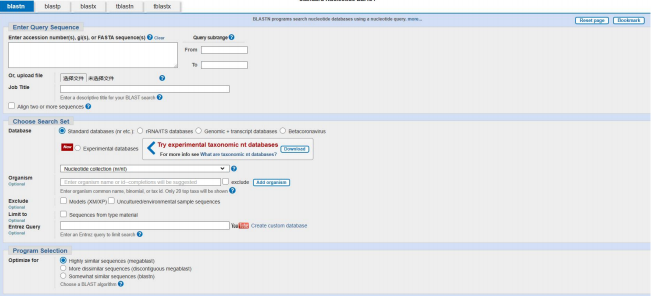 blastn blastp blastx tblastn tblastx
BLASTN programs search nucleotide databases using a nucleotide query. more...
Reset page Bookmark
Enter Query Sequence
Enter accession number(s), gi(s), or FASTA sequence(s) Clear Query subrange
From
To
Or, upload file 选择文件 未选择文件
Job Title
Enter a descriptive title for your BLAST search
Align two or more sequences
Choose Search Set
Database Standard databases (nr etc.): rRNA/ITS databases Genomic + transcript databases Betacoronavirus
New Experimental databases
Try experimental taxonomic nt databases Download
For more info see What are taxonomic nt databases?
Nucleotide collection (nr/nt)
Organism
Optional
Enter organism name or id--completions will be suggested exclude Add organism
Enter organism common name, binomial, or tax id. Only 20 top taxa will be shown
Exclude Models (XM/XP) Uncultured/environmental sample sequences
Optional
Limit to Sequences from type material
Optional
Entrez Query Create custom database
Optional
Enter an Entrez query to limit search
Program Selection
Optimize for Highly similar sequences (megablast)
More dissimilar sequences (discontiguous megablast)
Somewhat similar sequences (blastn)
Choose a BLAST algorithm